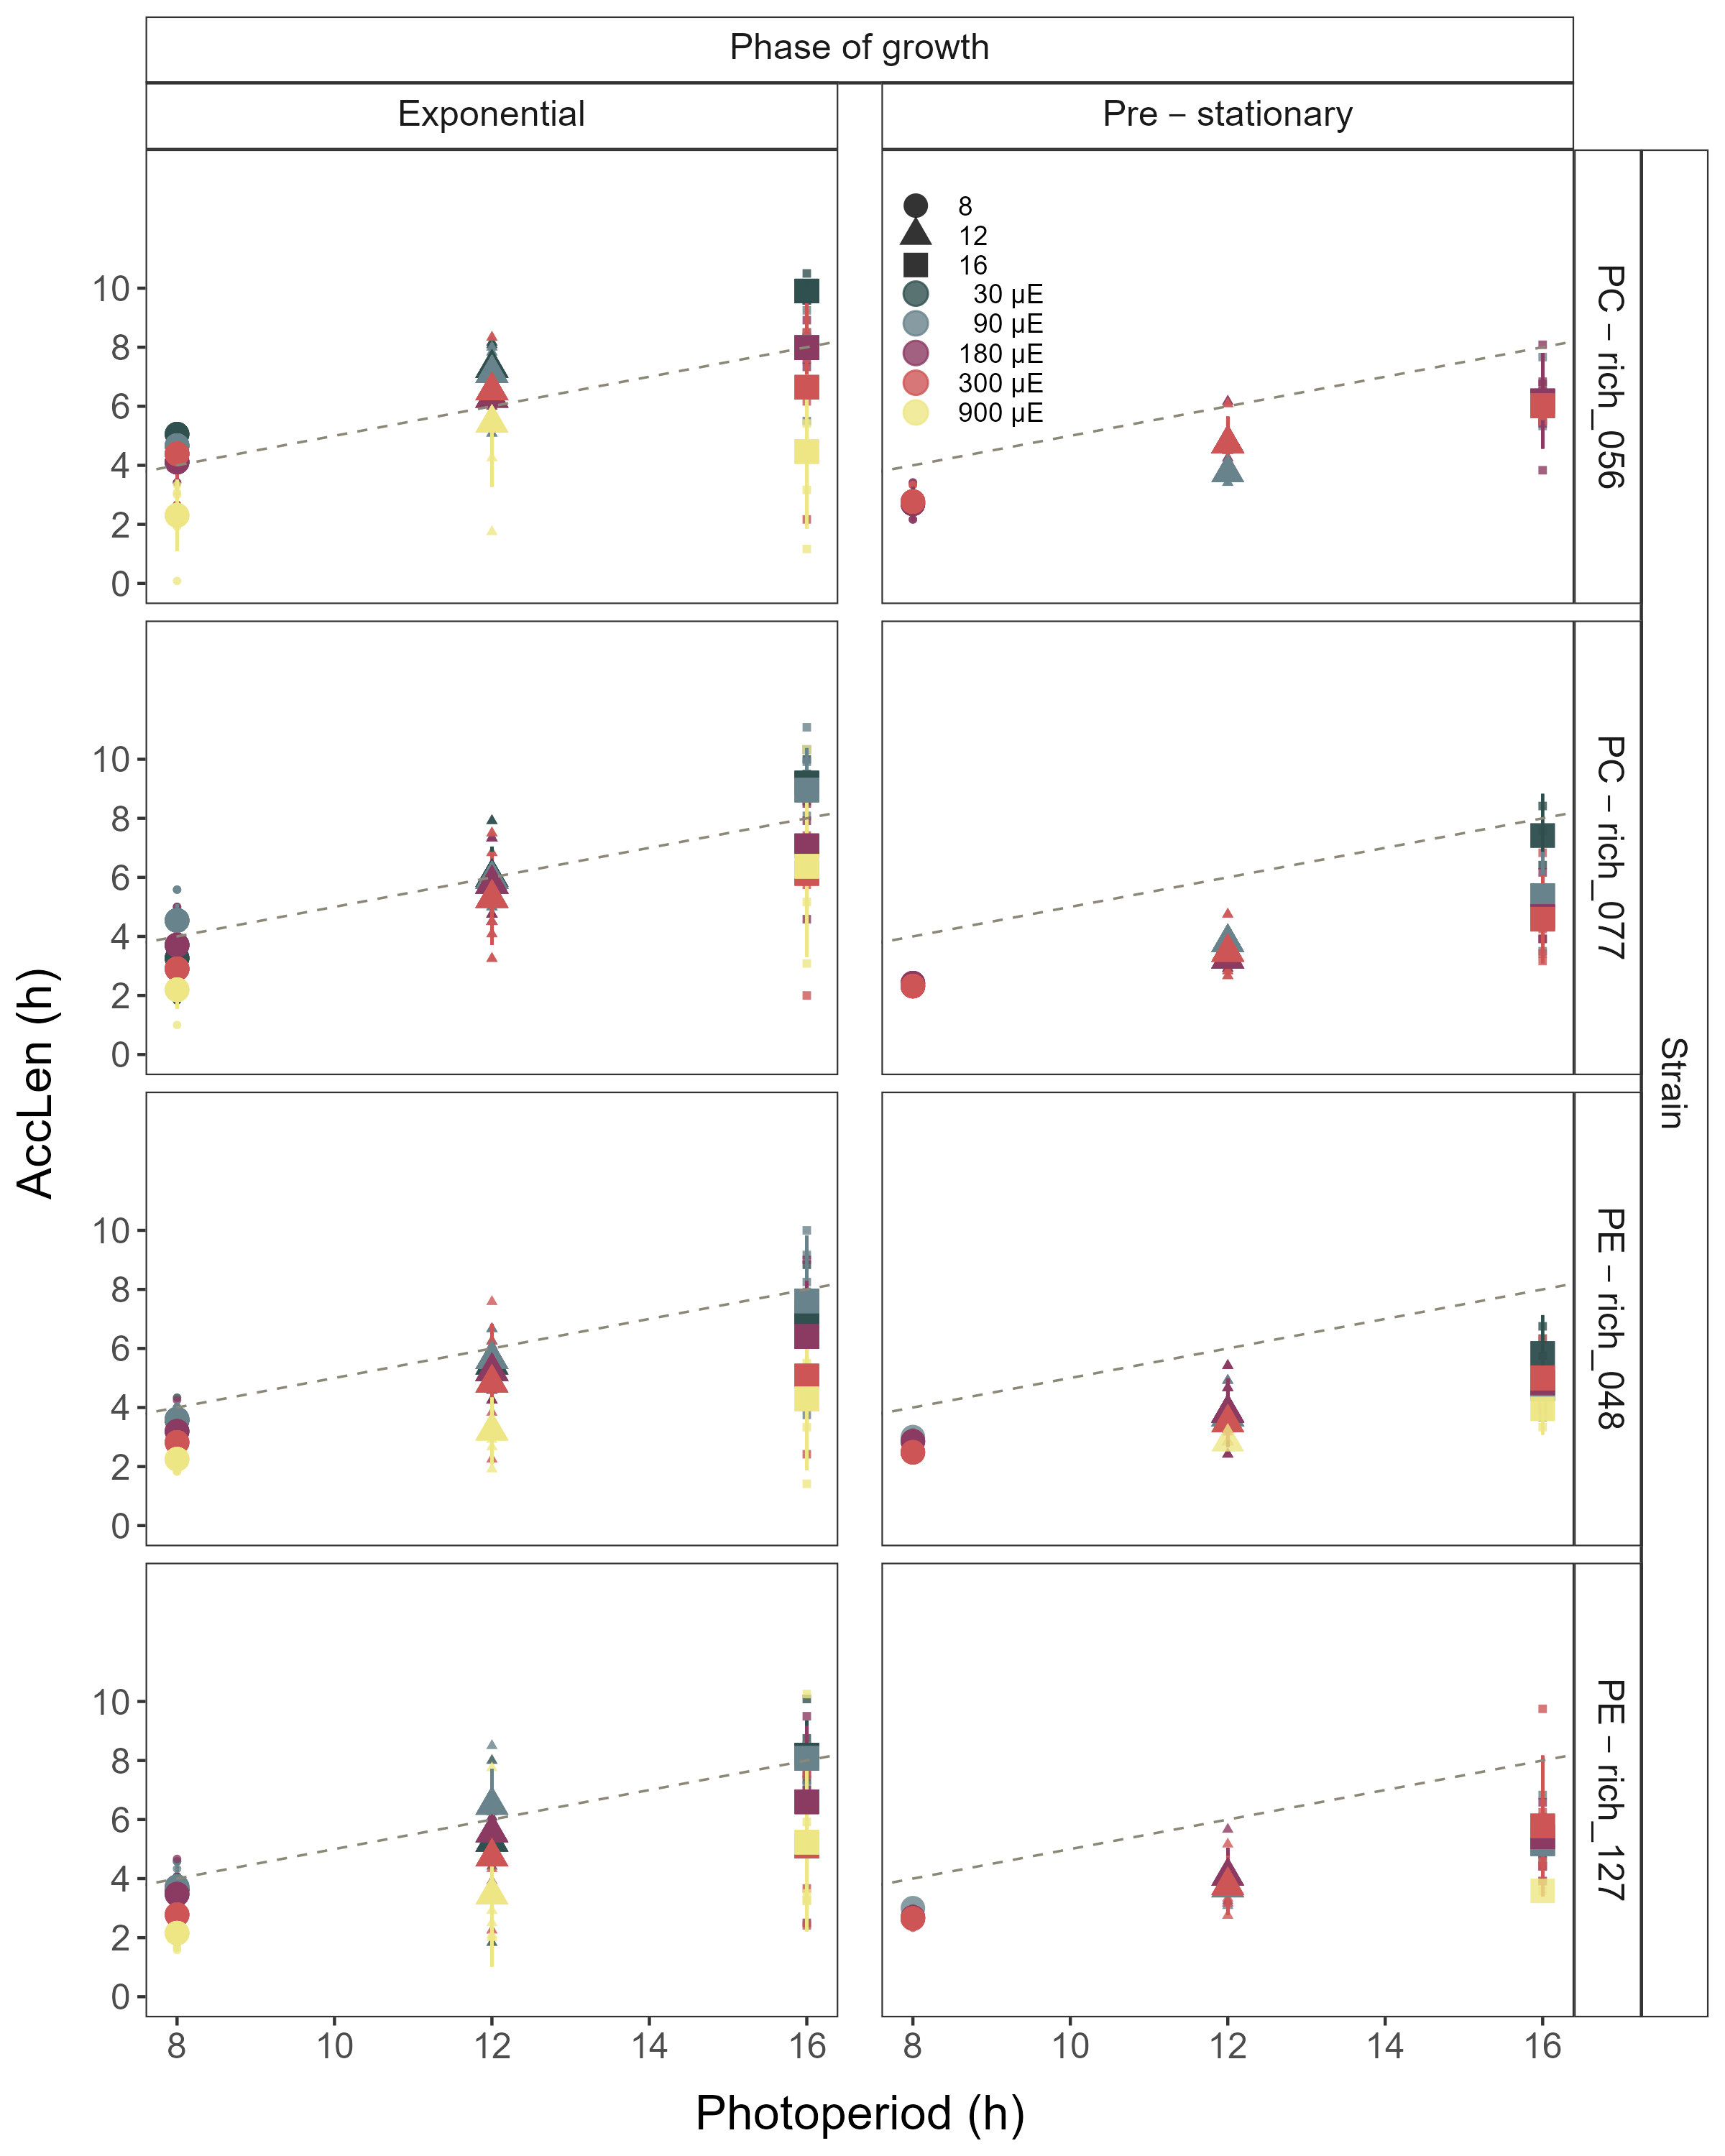 Phase of growth
Exponential
Pre − stationary
8
12
16
30 µE
90 µE
180 µE
300 µE
900 µE
10
8
6
4
2
0
PC − rich_056
10
8
6
4
2
0
PC − rich_077
10
8
6
4
2
0
PE − rich_048
10
8
6
4
2
0
PE − rich_127
Strain
AccLen (h)
8 10 12 14 16
8 10 12 14 16
Photoperiod (h)